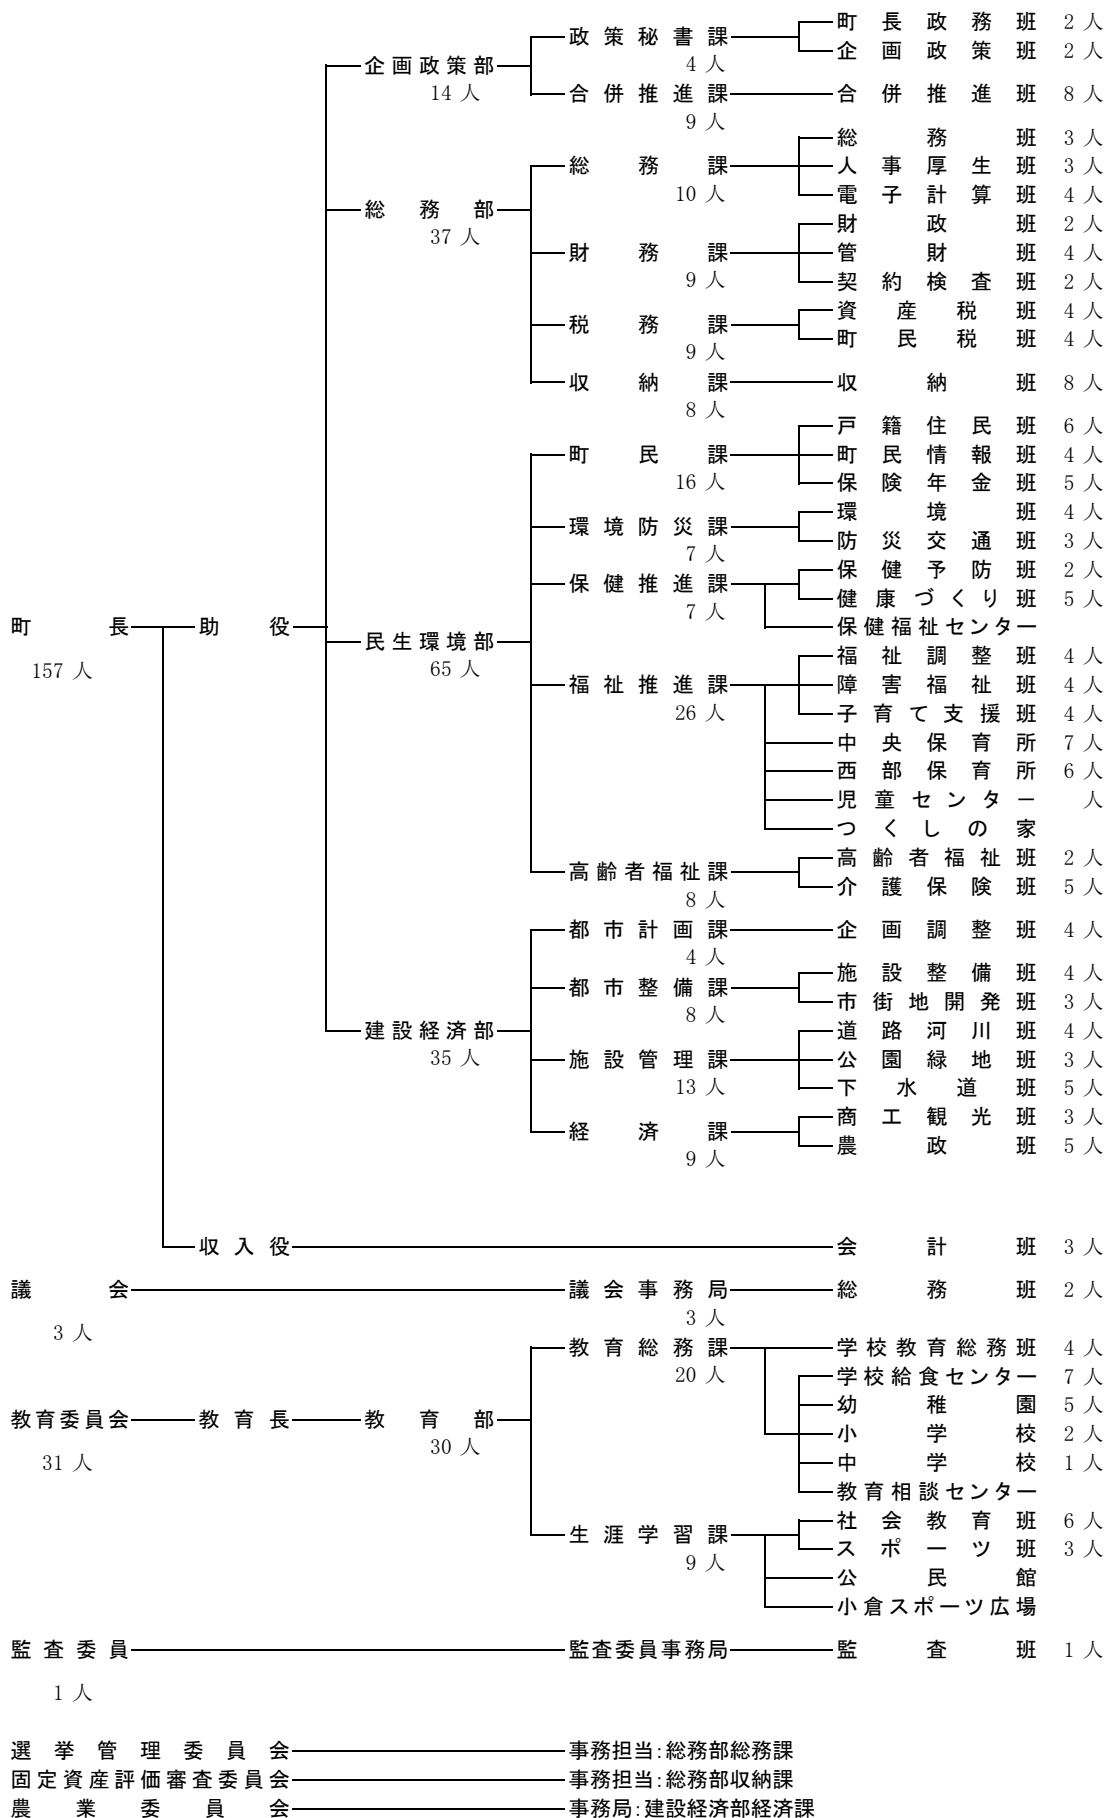 町長政務班 2 人
政策秘書課
4 人
企画政策班 2 人
企画政策部
14 人
合併推進課 合併推進班 8 人
9 人
総務班 3 人
総務課 人事厚生班 3 人
10 人
電子計算班 4 人
総務部
37 人
財政班 2 人
財務課 管財班 4 人
9 人
契約検査班 2 人
資産税班 4 人
税務課
9 人
町民税班 4 人
収納課 収納班 8 人
8 人
戸籍住民班 6 人
町民課 町民情報班 4 人
16 人
保険年金班 5 人
環境班 4 人
環境防災課
7 人
防災交通班 3 人
保健予防班 2 人
保健推進課
7 人
健康づくり班 5 人
町長 助役 保健福祉センター
157 人
民生環境部
65 人
福祉調整班 4 人
福祉推進課 障害福祉班 4 人
26 人
子育て支援班 4 人
中央保育所 7 人
西部保育所 6 人
児童センター 人
つくしの家
高齢者福祉班 2 人
高齢者福祉課
8 人
介護保険班 5 人
都市計画課 企画調整班 4 人
4 人
施設整備班 4 人
都市整備課
8 人
市街地開発班 3 人
建設経済部 道路河川班 4 人
35 人
施設管理課 公園緑地班 3 人
13 人
下水道班 5 人
商工観光班 3 人
経済課
9 人
農政班 5 人
収入役 会計班 3 人
議会 議会事務局 総務班 2 人
3 人
3 人
教育総務課 学校教育総務班 4 人
20 人
学校給食センター 7 人
幼稚園 5 人
教育委員会 教育長 教育部
31 人
30 人
小学校 2 人
中学校 1 人
教育相談センター
社会教育班 6 人
生涯学習課
9 人
スポーツ班 3 人
公民館
小倉スポーツ広場
監査委員 監査委員事務局 監査班 1 人
1 人
選挙管理委員会 事務担当:総務部総務課
固定資産評価審査委員会 事務担当:総務部収納課
農業委員会 事務局:建設経済部経済課